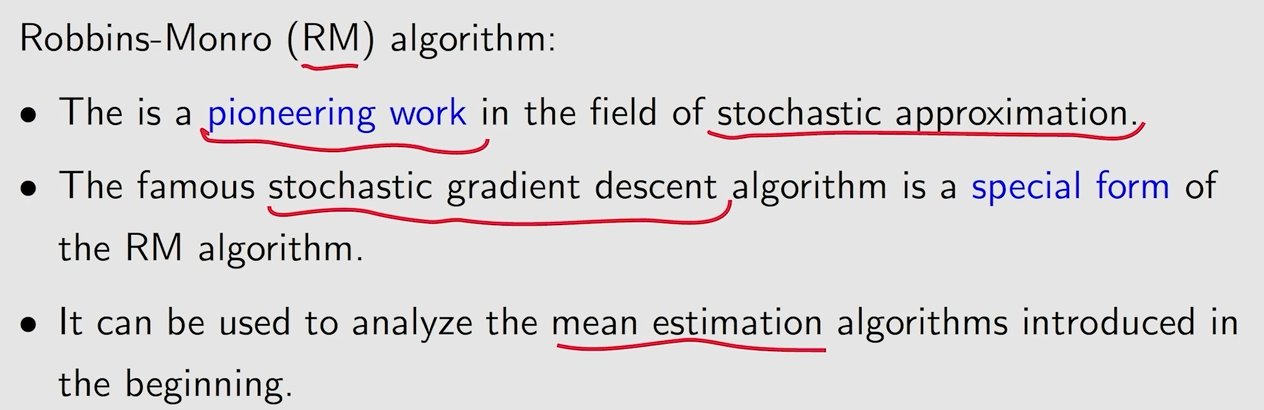 Robbins-Monro (RM) algorithm:
• The is a pioneering work in the field of stochastic approximation.
• The famous stochastic gradient descent algorithm is a special form of
the RM algorithm.
• It can be used to analyze the mean estimation algorithms introduced in
the beginning.